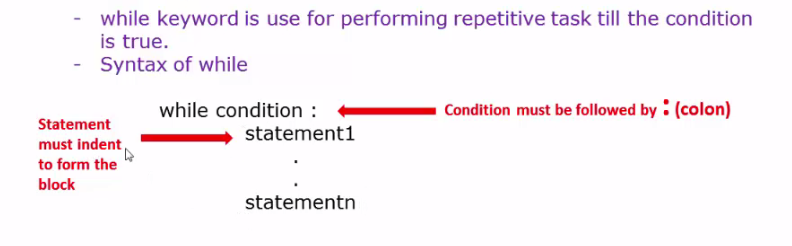 - while keyword is use for performing repetitive task till the condition
is true.
- Syntax of while
while condition :
Condition must be followed by : (colon)
Statement
must indent
to form the
block
statement1
.
.
statementn